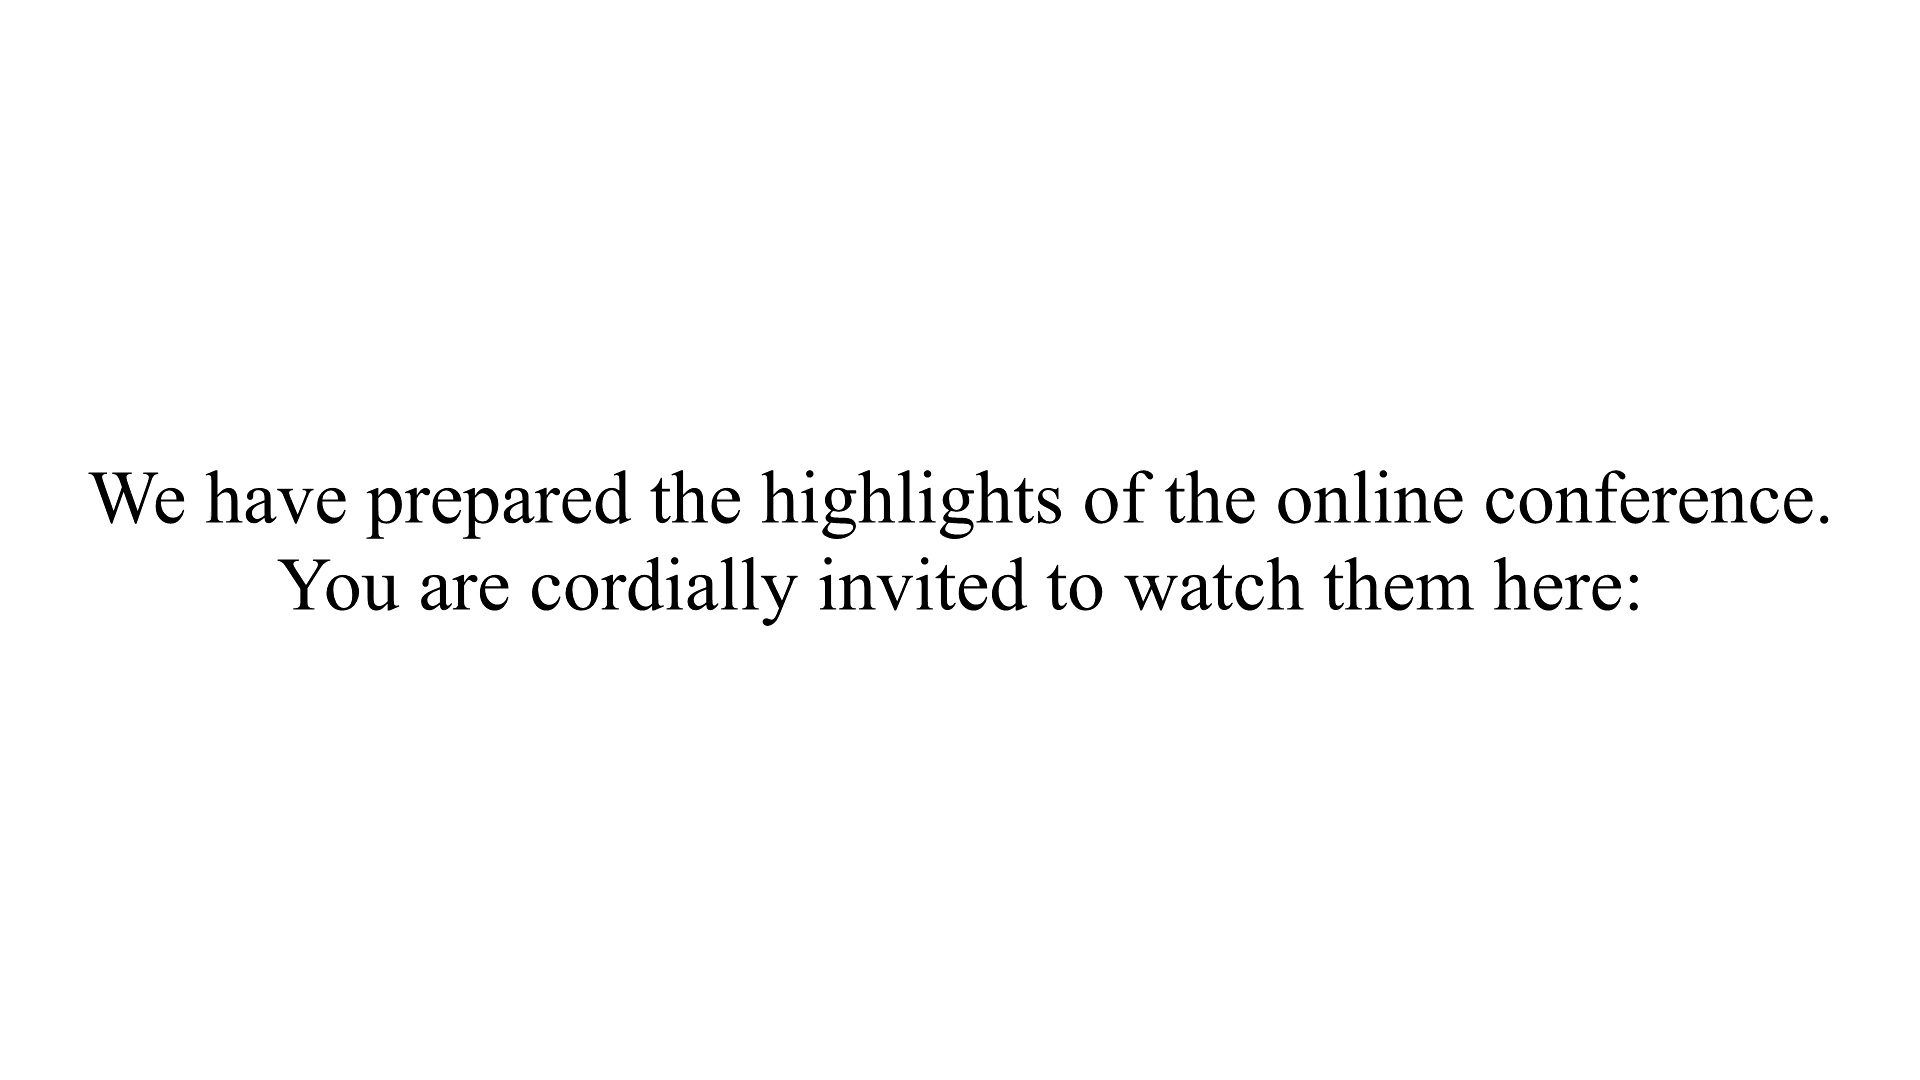 We have prepared the highlights of the online conference.
You are cordially invited to watch them here: